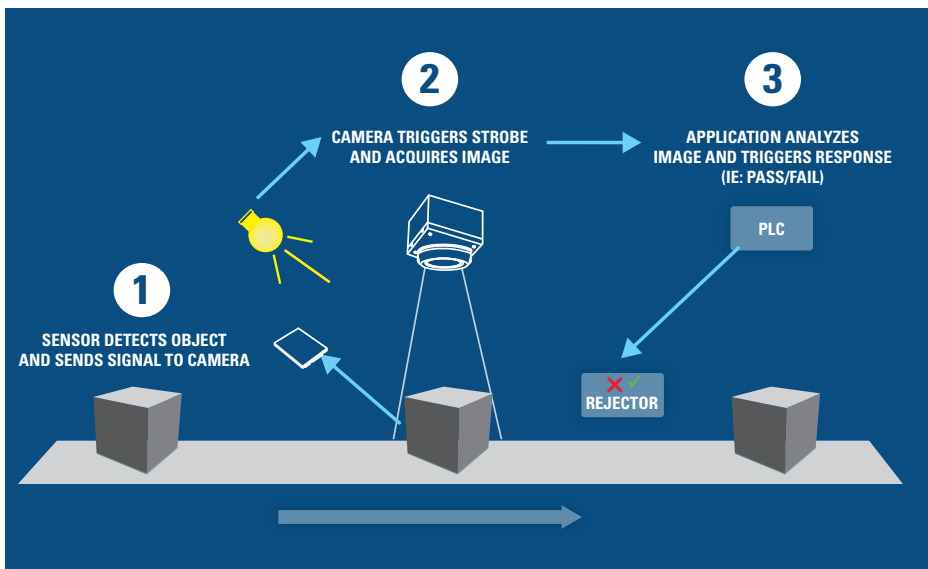 1
SENSOR DETECTS OBJECT
AND SENDS SIGNAL TO CAMERA
2
CAMERA TRIGGERS STROBE
AND ACQUIRES IMAGE
3
APPLICATION ANALYZES
IMAGE AND TRIGGERS RESPONSE
(IE: PASS/FAIL)
PLC
REJECTOR